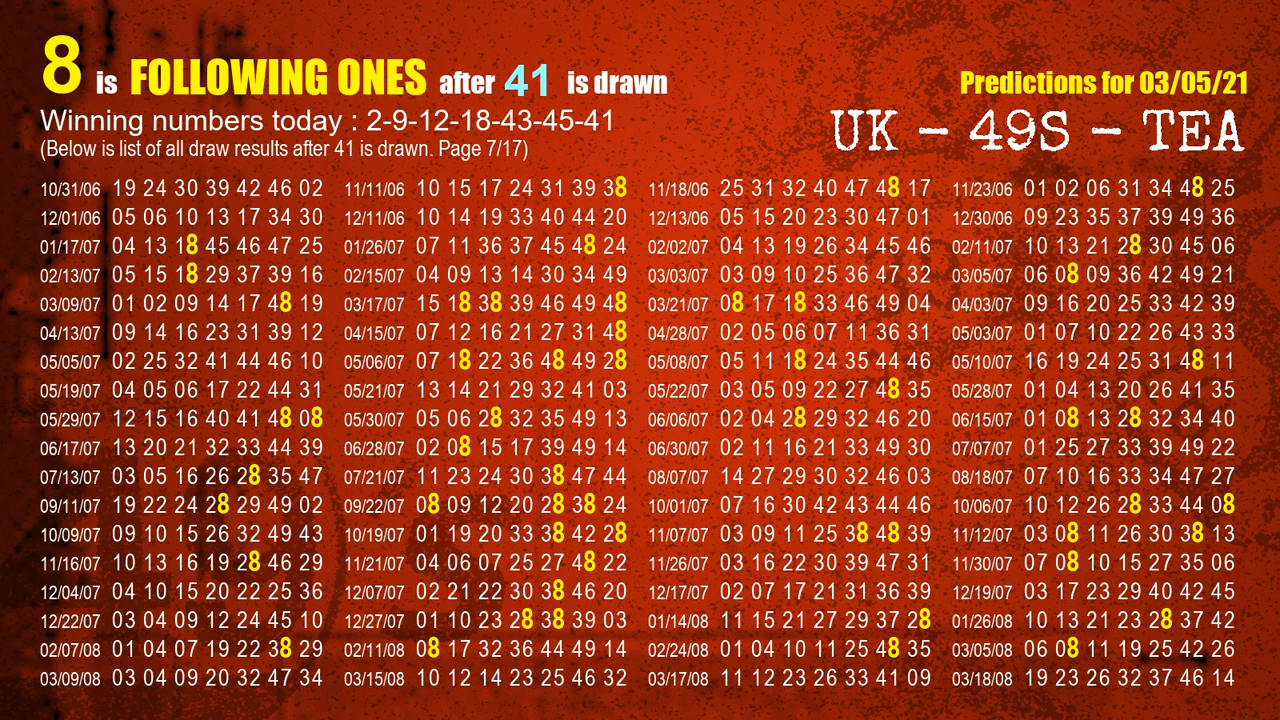 8 is FOLLOWING ONES after 41 is drawn
Predictions for 03/05/21
Winning numbers today : 2-9-12-18-43-45-41
UK - 49S - TEA
(Below is list of all draw results after 41 is drawn. Page 7/17)
10/31/06 19 24 30 39 42 46 02 11/11/06 10 15 17 24 31 39 38 11/18/06 25 31 32 40 47 48 17 11/23/06 01 02 06 31 34 48 25
12/01/06 05 06 10 13 17 34 30 12/11/06 10 14 19 33 40 44 20 12/13/06 05 15 20 23 30 47 01 12/30/06 09 23 35 37 39 49 36
01/17/07 04 13 18 45 46 47 25 01/26/07 07 11 36 37 45 48 24 02/02/07 04 13 19 26 34 45 46 02/11/07 10 13 21 28 30 45 06
02/13/07 05 15 18 29 37 39 16 02/15/07 04 09 13 14 30 34 49 03/03/07 03 09 10 25 36 47 32 03/05/07 06 08 09 36 42 49 21
03/09/07 01 02 09 14 17 48 19 03/17/07 15 18 38 39 46 49 48 03/21/07 08 17 18 33 46 49 04 04/03/07 09 16 20 25 33 42 39
04/13/07 09 14 16 23 31 39 12 04/15/07 07 12 16 21 27 31 48 04/28/07 02 05 06 07 11 36 31 05/03/07 01 07 10 22 26 43 33
05/05/07 02 25 32 41 44 46 10 05/06/07 07 18 22 36 48 49 28 05/08/07 05 11 18 24 35 44 46 05/10/07 16 19 24 25 31 48 11
05/19/07 04 05 06 17 22 44 31 05/21/07 13 14 21 29 32 41 03 05/22/07 03 05 09 22 27 48 35 05/28/07 01 04 13 20 26 41 35
05/29/07 12 15 16 40 41 48 08 05/30/07 05 06 28 32 35 49 13 06/06/07 02 04 28 29 32 46 20 06/15/07 01 08 13 28 32 34 40
06/17/07 13 20 21 32 33 44 39 06/28/07 02 08 15 17 39 49 14 06/30/07 02 11 16 21 33 49 30 07/07/07 01 25 27 33 39 49 22
07/13/07 03 05 16 26 28 35 47 07/21/07 11 23 24 30 38 47 44 08/07/07 14 27 29 30 32 46 03 08/18/07 07 10 16 33 34 47 27
09/11/07 19 22 24 28 29 49 02 09/22/07 08 09 12 20 28 38 24 10/01/07 07 16 30 42 43 44 46 10/06/07 10 12 26 28 33 44 08
10/09/07 09 10 15 26 32 49 43 10/19/07 01 19 20 33 38 42 28 11/07/07 03 09 11 25 38 48 39 11/12/07 03 08 11 26 30 38 13
11/16/07 10 13 16 19 28 46 29 11/21/07 04 06 07 25 27 48 22 11/26/07 03 16 22 30 39 47 31 11/30/07 07 08 10 15 27 35 06
12/04/07 04 10 15 20 22 25 36 12/07/07 02 21 22 30 38 46 20 12/17/07 02 07 17 21 31 36 39 12/19/07 03 17 23 29 40 42 45
12/22/07 03 04 09 12 24 45 10 12/27/07 01 10 23 28 38 39 03 01/14/08 11 15 21 27 29 37 28 01/26/08 10 13 21 23 28 37 42
02/07/08 01 04 07 19 22 38 29 02/11/08 08 17 32 36 44 49 14 02/24/08 01 04 10 11 25 48 35 03/05/08 06 08 19 25 42 26
03/09/08 03 04 09 20 32 47 34 03/15/08 10 12 14 23 25 46 32 03/17/08 11 12 23 26 33 41 09 03/18/08 19 23 26 32 37 46 14